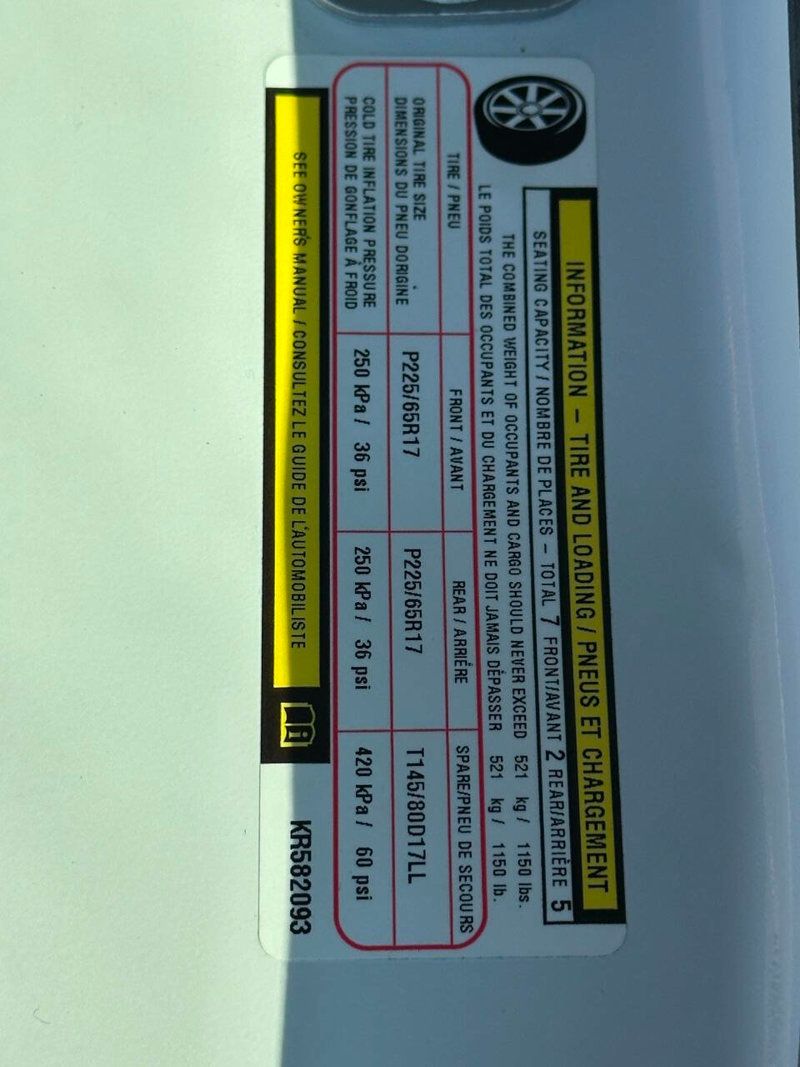 INFORMATION – TIRE AND LOADING / PNEUS ET CHARGEMENT
SEATING CAPACITY / NOMBRE DE PLACES – TOTAL 7 FRONT/AVANT 2 REAR/ARRIÈRE 5
THE COMBINED WEIGHT OF OCCUPANTS AND CARGO SHOULD NEVER EXCEED 521 kg / 1150 lbs.
LE POIDS TOTAL DES OCCUPANTS ET DU CHARGEMENT NE DOIT JAMAIS DÉPASSER 521 kg / 1150 lb.
TIRE / PNEU FRONT / AVANT REAR / ARRIÈRE SPARE/PNEU DE SECOURS
ORIGINAL TIRE SIZE
DIMENSIONS DU PNEU DORIGINE P225/65R17 P225/65R17 T145/80D17LL
COLD TIRE INFLATION PRESSURE
PRESSION DE GONFLAGE À FROID 250 kPa / 36 psi 250 kPa / 36 psi 420 kPa / 60 psi
SEE OWNER'S MANUAL / CONSULTEZ LE GUIDE DE L'AUTOMOBILISTE
KR582093